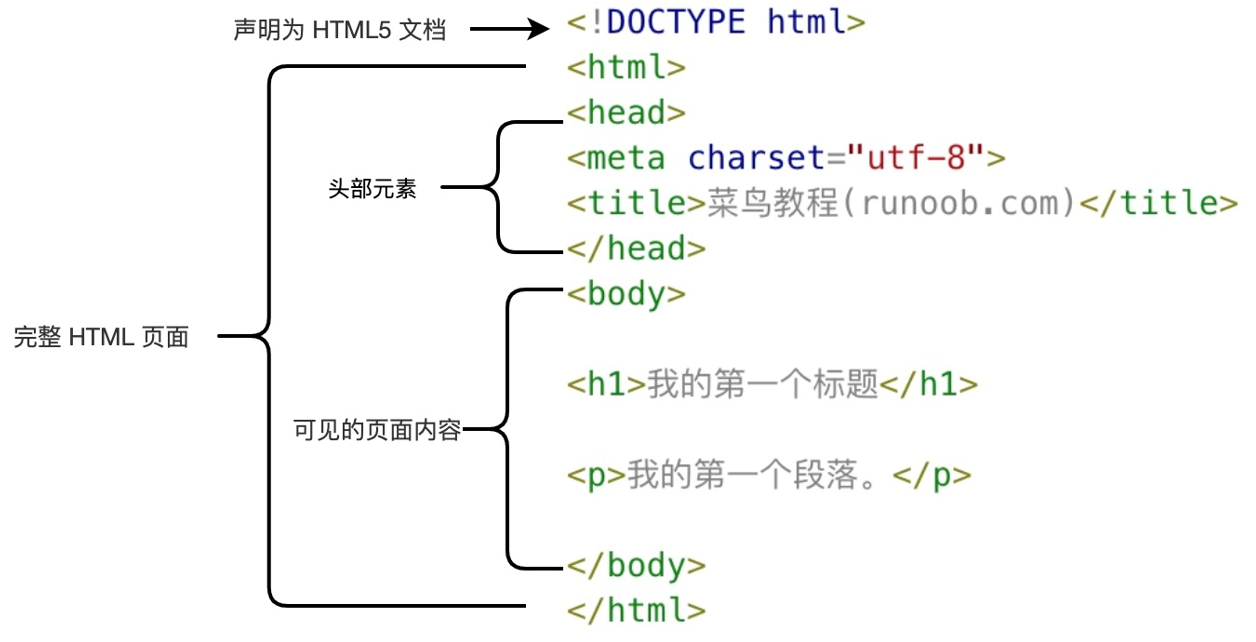 声明为 HTML5 文档 <!DOCTYPE html>
<html>
<head>
<meta charset="utf-8">
头部元素
<title>菜鸟教程(runoob.com)</title>
</head>
<body>
完整 HTML 页面
<h1>我的第一个标题</h1>
可见的页面内容
<p>我的第一个段落。</p>
</body>
</html>